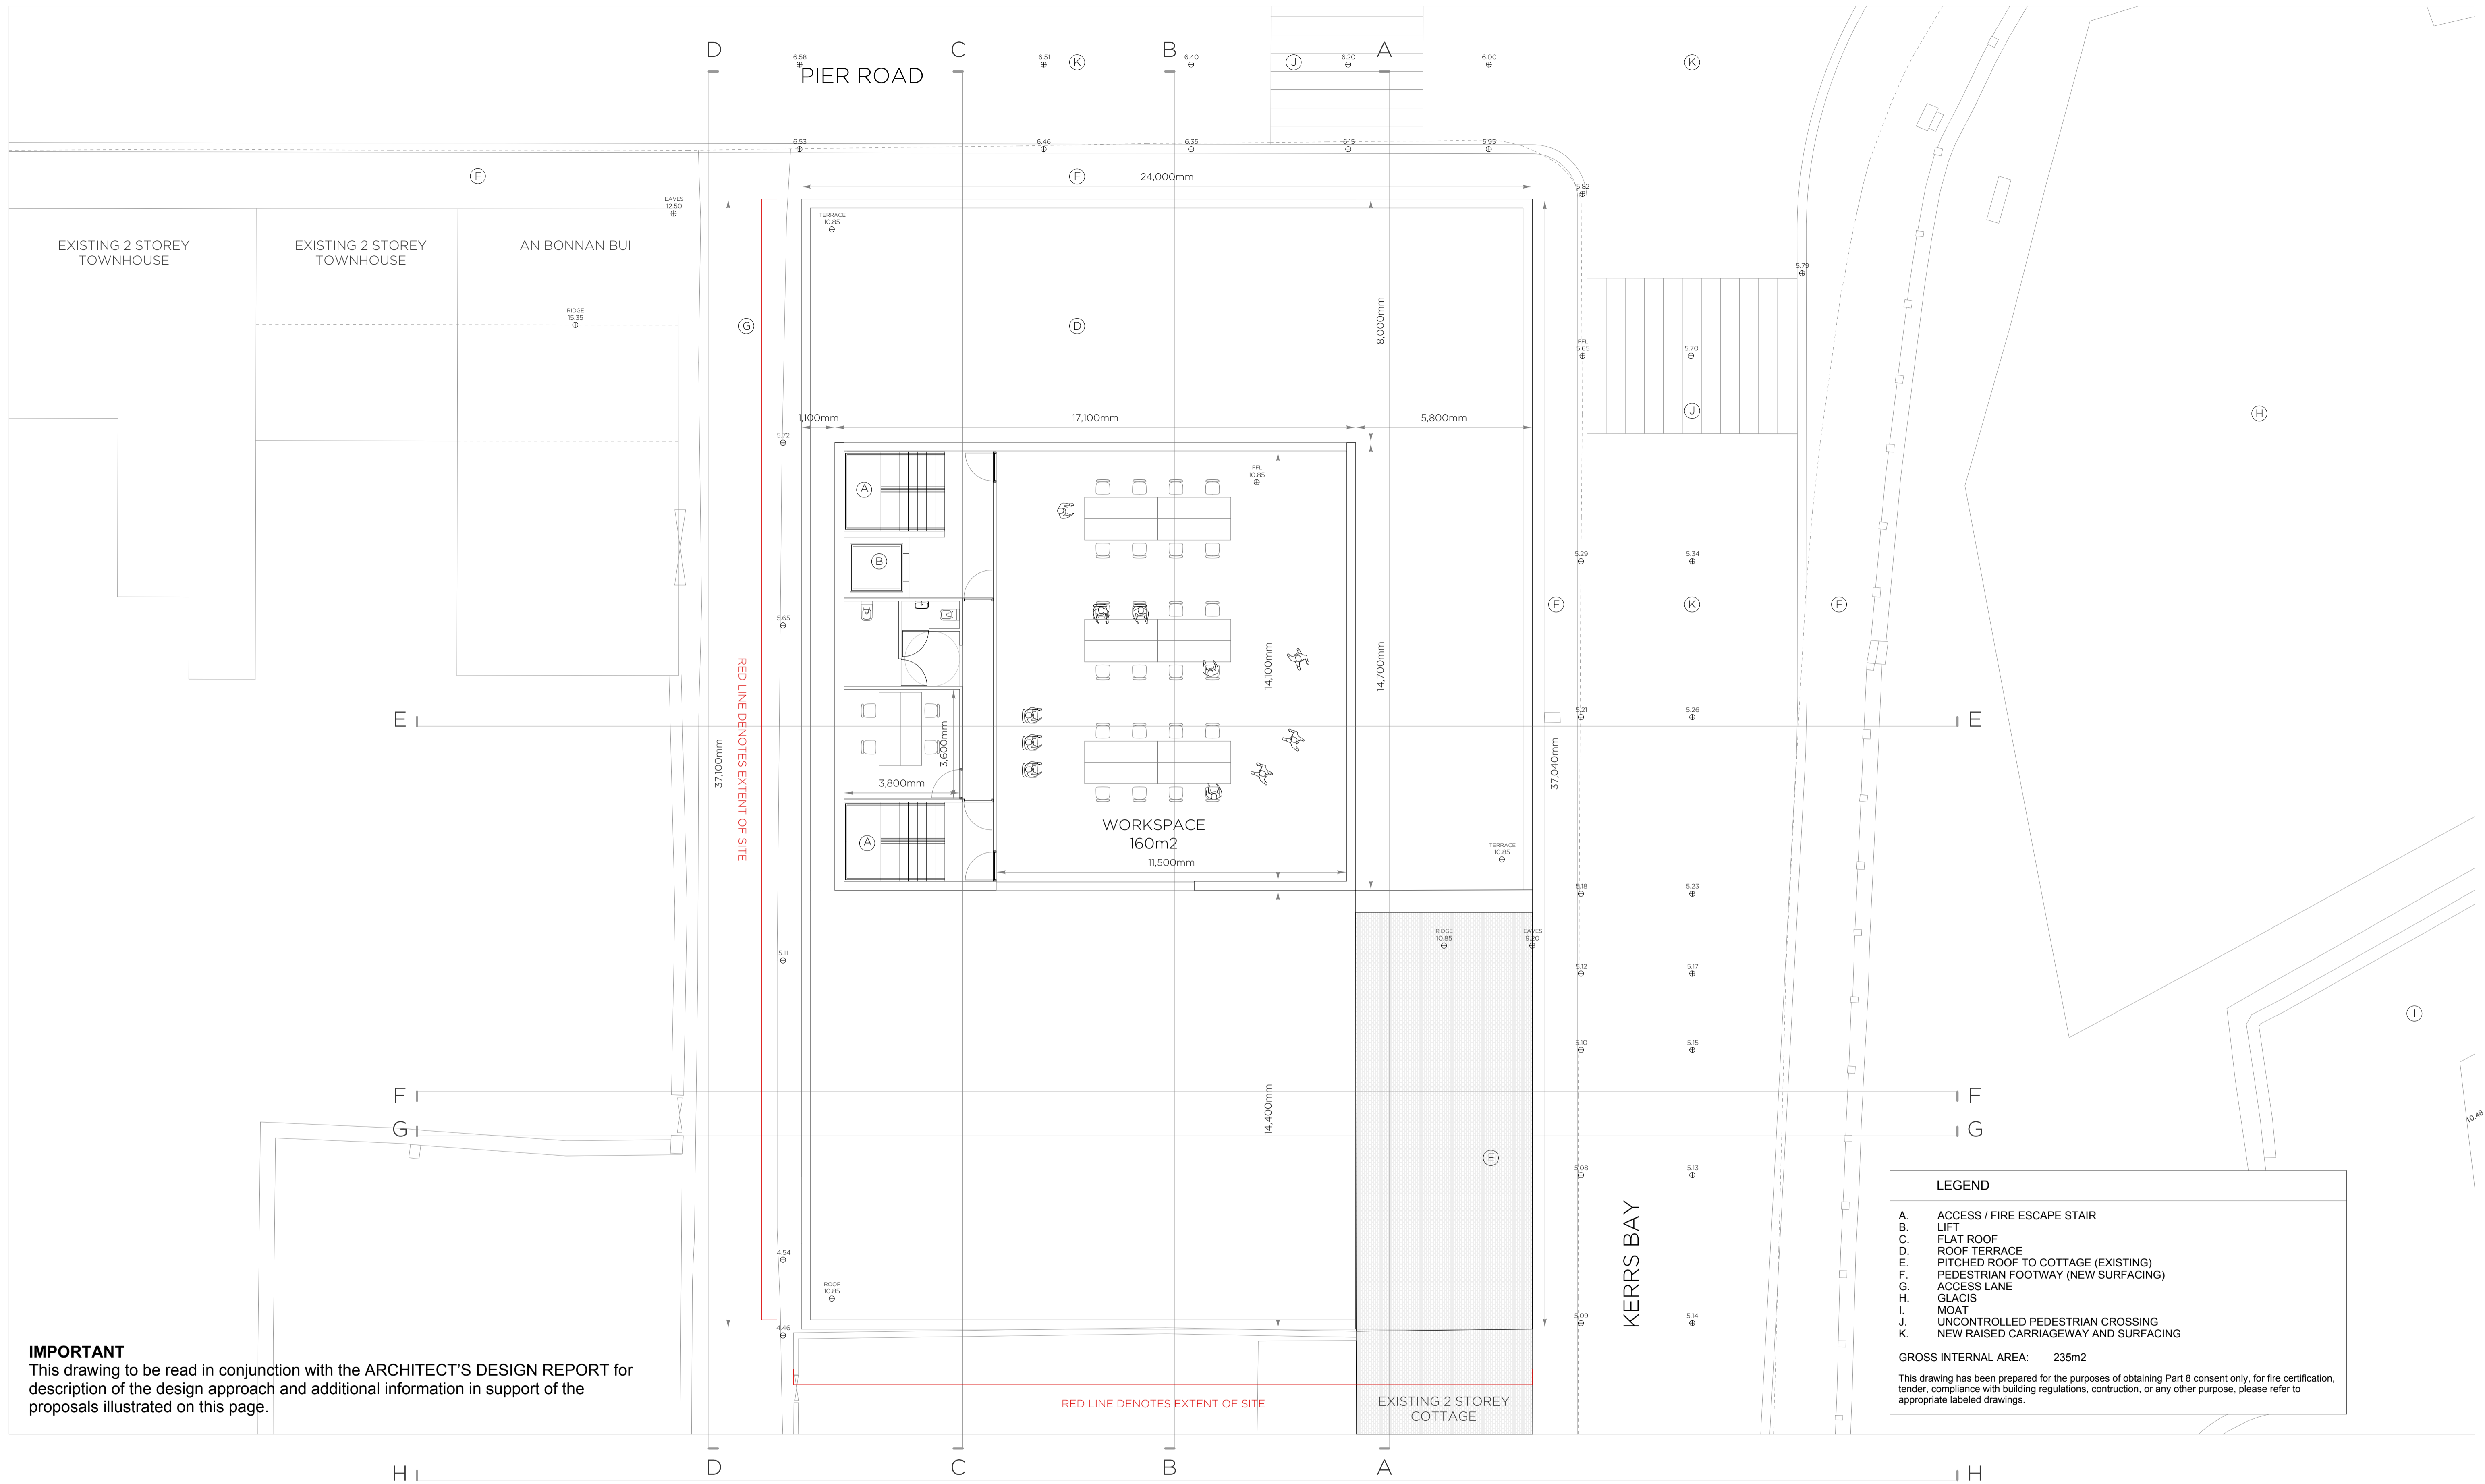 D
C
B
A
6.58
6.51
K
6.40
J
6.20
6.00
K
PIER ROAD
6.53
6.46
6.35
6.15
5.95
F
F
24,000mm
5.82
EAVES
12.50
TERRACE
10.85
EXISTING 2 STOREY
TOWNHOUSE
EXISTING 2 STOREY
TOWNHOUSE
AN BONNAN BUI
5.79
RIDGE
15.35
G
D
8,000mm
FFL
5.65
5.70
J
H
1,100mm
17,100mm
5,800mm
5.72
A
FFL
10.85
B
5.29
5.34
5.65
F
K
F
14,100mm
14,700mm
RED LINE DENOTES EXTENT OF SITE
E
5.21
5.26
E
37,100mm
3,600mm
37,040mm
3,800mm
WORKSPACE
160m2
A
11,500mm
TERRACE
10.85
5.18
5.23
RIDGE
10.85
EAVES
9.20
5.11
5.12
5.17
I
5.10
5.15
F
14,400mm
F
10.48
G
G
E
5.08
5.13
KERRS BAY
4.54
ROOF
10.85
4.46
5.09
5.14
LEGEND
A. ACCESS / FIRE ESCAPE STAIR
B. LIFT
C. FLAT ROOF
D. ROOF TERRACE
E. PITCHED ROOF TO COTTAGE (EXISTING)
F. PEDESTRIAN FOOTWAY (NEW SURFACING)
G. ACCESS LANE
H. GLACIS
I. MOAT
J. UNCONTROLLED PEDESTRIAN CROSSING
K. NEW RAISED CARRIAGEWAY AND SURFACING
GROSS INTERNAL AREA: 235m2
This drawing has been prepared for the purposes of obtaining Part 8 consent only, for fire certification,
tender, compliance with building regulations, contruction, or any other purpose, please refer to
appropriate labeled drawings.
IMPORTANT
This drawing to be read in conjunction with the ARCHITECT'S DESIGN REPORT for
description of the design approach and additional information in support of the
proposals illustrated on this page.
RED LINE DENOTES EXTENT OF SITE
EXISTING 2 STOREY
COTTAGE
D
C
B
A
H
H